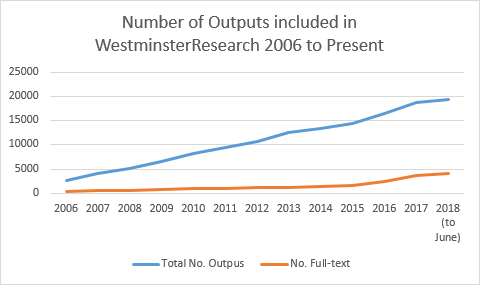 Number of Outputs included in
WestminsterResearch 2006 to Present
25000
20000
15000
10000
5000
0
2006 2007 2008 2009 2010 2011 2012 2013 2014 2015 2016 2017 2018
(to
June)
Total No. Outpus No. Full-text